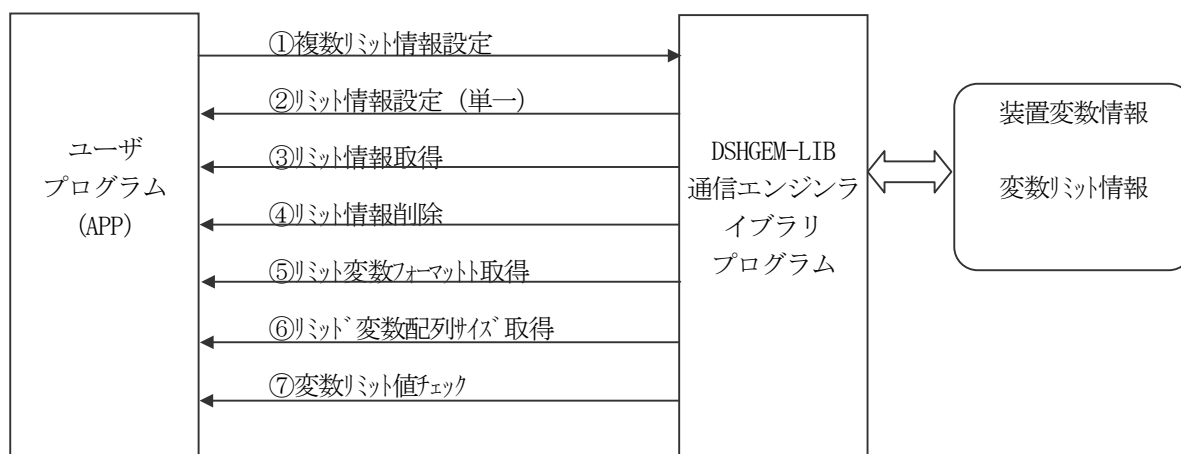 ユーザ
プログラム
(APP)
①複数ﾘﾐｯﾄ情報設定
②ﾘﾐｯﾄ情報設定（単一）
③ﾘﾐｯﾄ情報取得
④ﾘﾐｯﾄ情報削除
⑤ﾘﾐｯﾄ変数ﾌｫｰﾏｯﾄﾄ取得
⑥ﾘﾐｯﾄﾞ変数配列ｻｲｽﾞ取得
⑦変数ﾘﾐｯﾄ値ﾁｪｯｸ
DSHGEM-LIB
通信エンジンラ
イブラリ
プログラム
装置変数情報
変数ﾘﾐｯﾄ情報